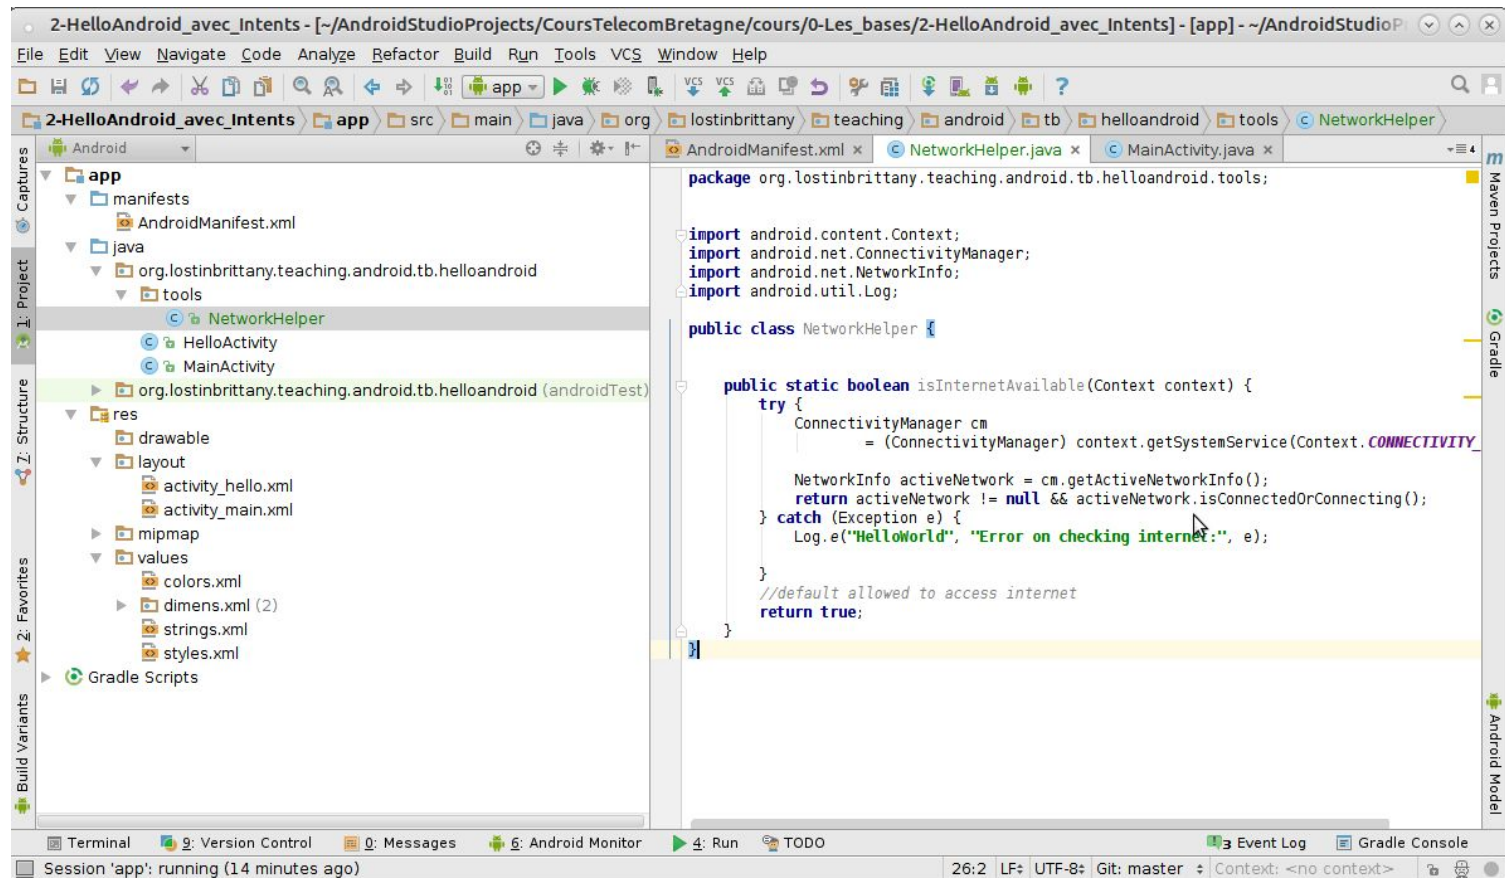 2-HelloAndroid_avec_Intents - [~/AndroidStudioProjects/CoursTelecomBretagne/cours/0-Les_bases/2-HelloAndroid_avec_Intents] - [app] - ~/AndroidStudioP
File Edit View Navigate Code Analyze Refactor Build Run Tools VCS Window Help
app VCS VCS ?
2-HelloAndroid_avec_Intents app src main java org lostinbrittany teaching android tb helloandroid tools NetworkHelper
Android
AndroidManifest.xml NetworkHelper.java MainActivity.java
Captures
1: Project
7: Structure
2: Favorites
Build Variants
app
manifests
AndroidManifest.xml
java
org.lostinbrittany.teaching.android.tb.helloandroid
tools
NetworkHelper
HelloActivity
MainActivity
org.lostinbrittany.teaching.android.tb.helloandroid (androidTest)
res
drawable
layout
activity_hello.xml
activity_main.xml
mipmap
values
colors.xml
dimens.xml (2)
strings.xml
styles.xml
Gradle Scripts
package org.lostinbrittany.teaching.android.tb.helloandroid.tools;
import android.content.Context;
import android.net.ConnectivityManager;
import android.net.NetworkInfo;
import android.util.Log;
public class NetworkHelper {
public static boolean isInternetAvailable(Context context) {
try {
ConnectivityManager cm
= (ConnectivityManager) context.getSystemService(Context.CONNECTIVITY_
NetworkInfo activeNetwork = cm.getActiveNetworkInfo();
return activeNetwork != null && activeNetwork.isConnectedOrConnecting();
} catch (Exception e) {
Log.e("HelloWorld", "Error on checking internet:", e);
}
//default allowed to access internet
return true;
}
}
m Maven Projects
Gradle
Android Model
Terminal 9: Version Control 0: Messages 6: Android Monitor 4: Run TODO 3 Event Log Gradle Console
Session 'app': running (14 minutes ago) 26:2 LF UTF-8 Git: master Context: <no context>